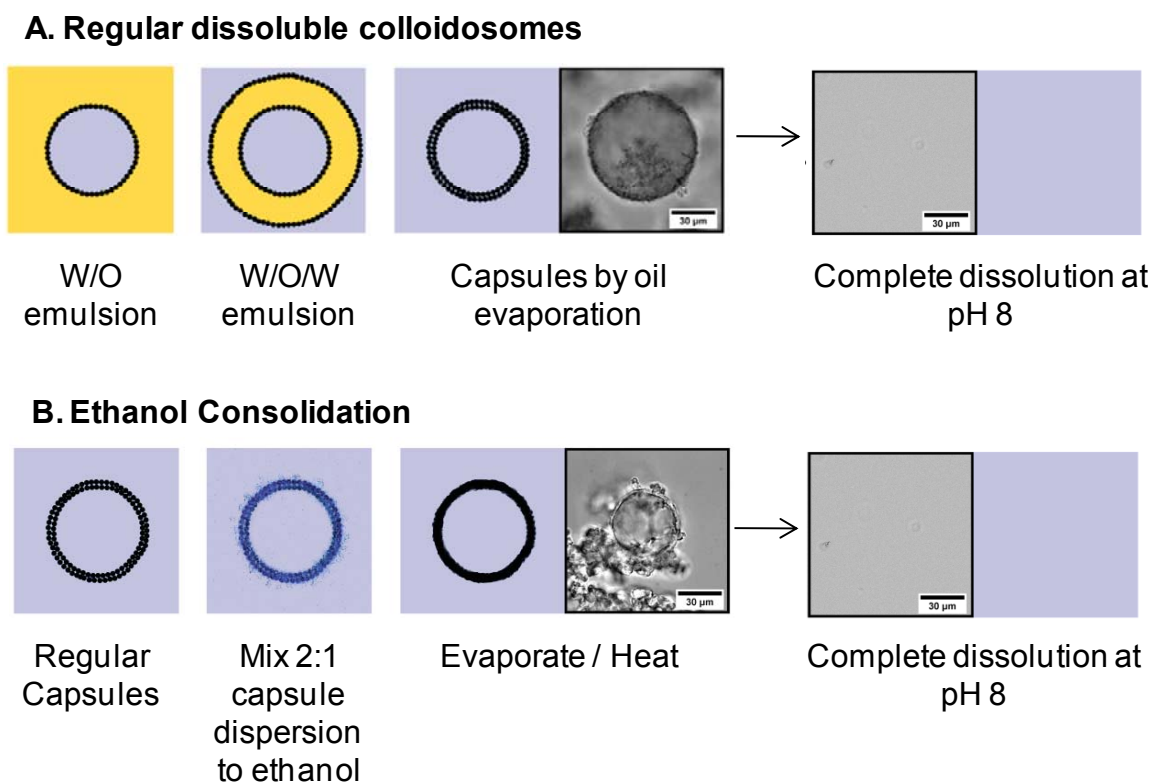 A. Regular dissoluble colloidosomes
30 µm
30 µm
W/O
emulsion
W/O/W
emulsion
Capsules by oil
evaporation
Complete dissolution at
pH 8
B. Ethanol Consolidation
30 µm
30 µm
Regular
Capsules
Mix 2:1
capsule
dispersion
to ethanol
Evaporate / Heat
Complete dissolution at
pH 8